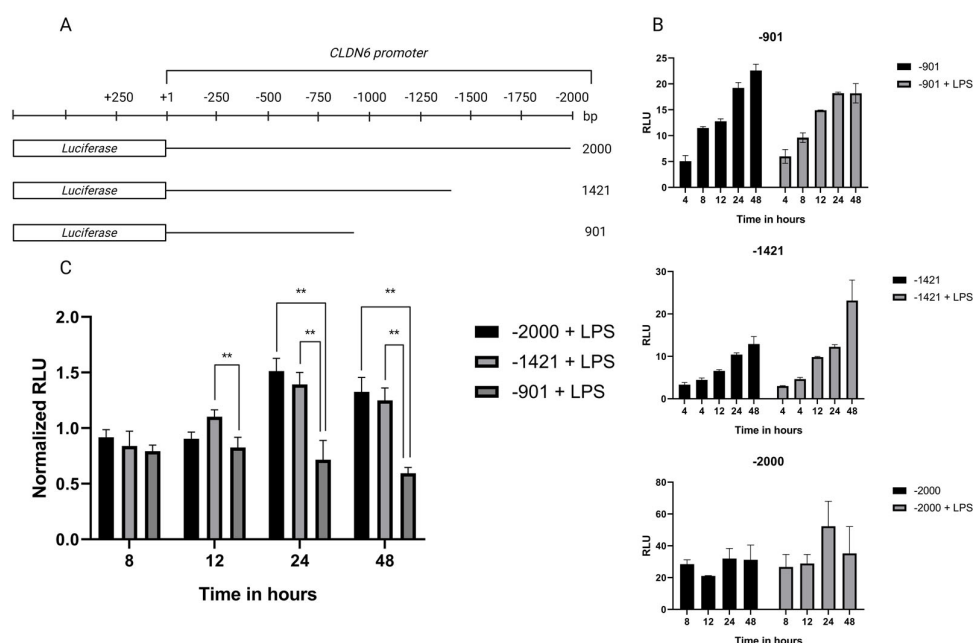 A
CLDN6 promoter
+250 +1 -250 -500 -750 -1000 -1250 -1500 -1750 -2000
bp
Luciferase 2000
Luciferase 1421
Luciferase 901
B
-901
RLU
25
20
15
10
5
0
4 8 12 24 48 4 8 12 24 48
Time in hours
-901
-901 + LPS
-1421
RLU
30
20
10
0
4 4 12 24 48 4 4 12 24 48
Time in hours
-1421
-1421 + LPS
-2000
RLU
80
60
40
20
0
8 12 24 48 8 12 24 48
Time in hours
-2000
-2000 + LPS
C
Normalized RLU
2.0
1.5
1.0
0.5
0.0
** ** ** ** **
8 12 24 48
Time in hours
-2000 + LPS
-1421 + LPS
-901 + LPS